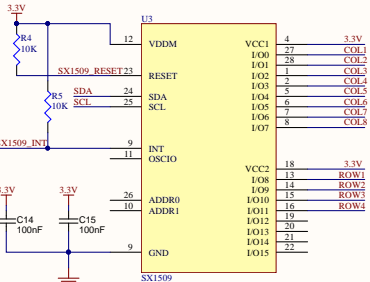 3.3V
U3
R4
10K
12 VDDM
VCC1 4 3.3V
I/O0 27 COL1
I/O1 28 COL2
SX1509_RESET 23 RESET
I/O2 1 COL3
I/O3 2 COL4
R5
10K
SDA 24 SDA
I/O4 5 COL5
SCL 25 SCL
I/O5 6 COL6
I/O6 7 COL7
I/O7 8 COL8
X1509_INT 9 INT
11 OSCIO
VCC2 18 3.3V
I/O8 13 ROW1
I/O9 14 ROW2
3.3V 3.3V
26 ADDR0
I/O10 15 ROW3
10 ADDR1
I/O11 16 ROW4
I/O12 19
C14
100nF
C15
100nF
I/O13 20
I/O14 21
9 GND
I/O15 22
SX1509